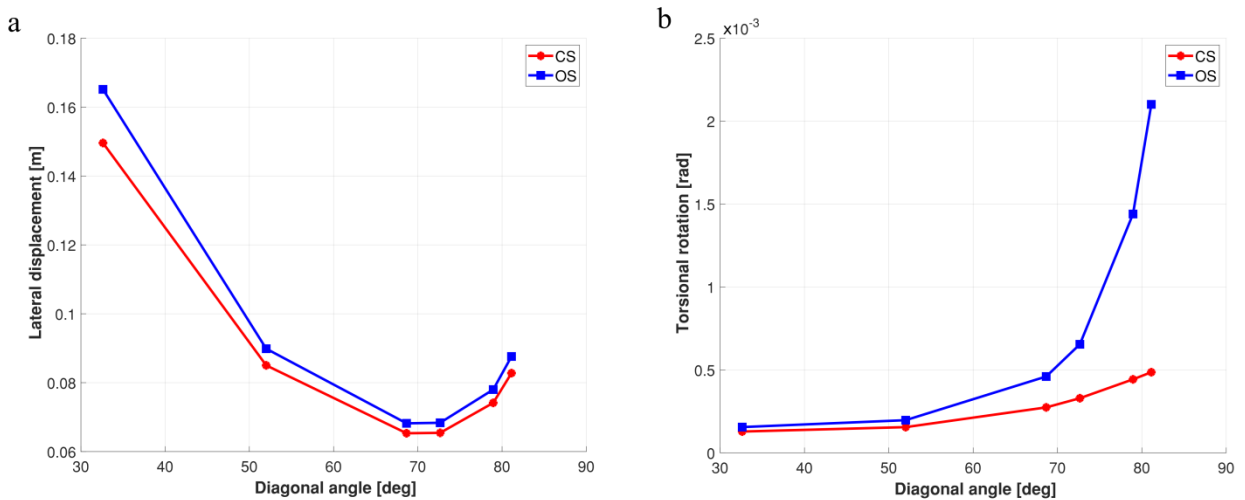 a
0.18
0.16
0.14
0.12
0.1
0.08
0.06
Lateral displacement [m]
30 40 50 60 70 80 90
Diagonal angle [deg]
CS
OS
b
×10⁻³
2.5
2
1.5
1
0.5
0
Torsional rotation [rad]
30 40 50 60 70 80 90
Diagonal angle [deg]
CS
OS